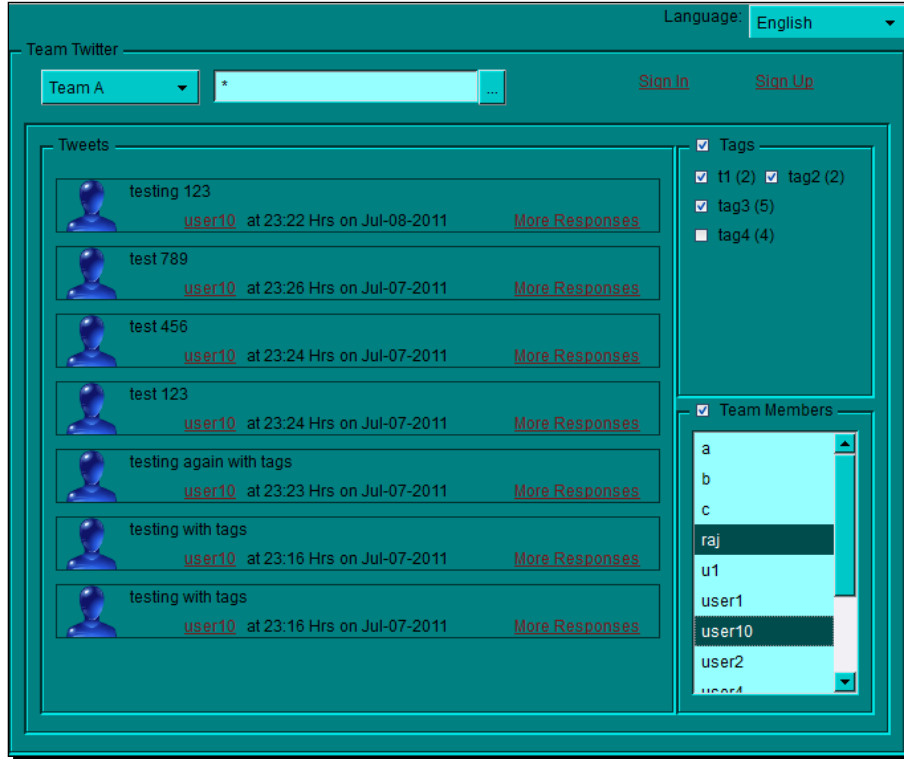 Language: English
Team Twitter
Team A * ... Sign In Sign Up
Tweets
testing 123
user10 at 23:22 Hrs on Jul-08-2011 More Responses
test 789
user10 at 23:26 Hrs on Jul-07-2011 More Responses
test 456
user10 at 23:24 Hrs on Jul-07-2011 More Responses
test 123
user10 at 23:24 Hrs on Jul-07-2011 More Responses
testing again with tags
user10 at 23:23 Hrs on Jul-07-2011 More Responses
testing with tags
user10 at 23:16 Hrs on Jul-07-2011 More Responses
testing with tags
user10 at 23:16 Hrs on Jul-07-2011 More Responses
Tags
t1 (2) tag2 (2)
tag3 (5)
tag4 (4)
Team Members
a
b
c
raj
u1
user1
user10
user2
user4